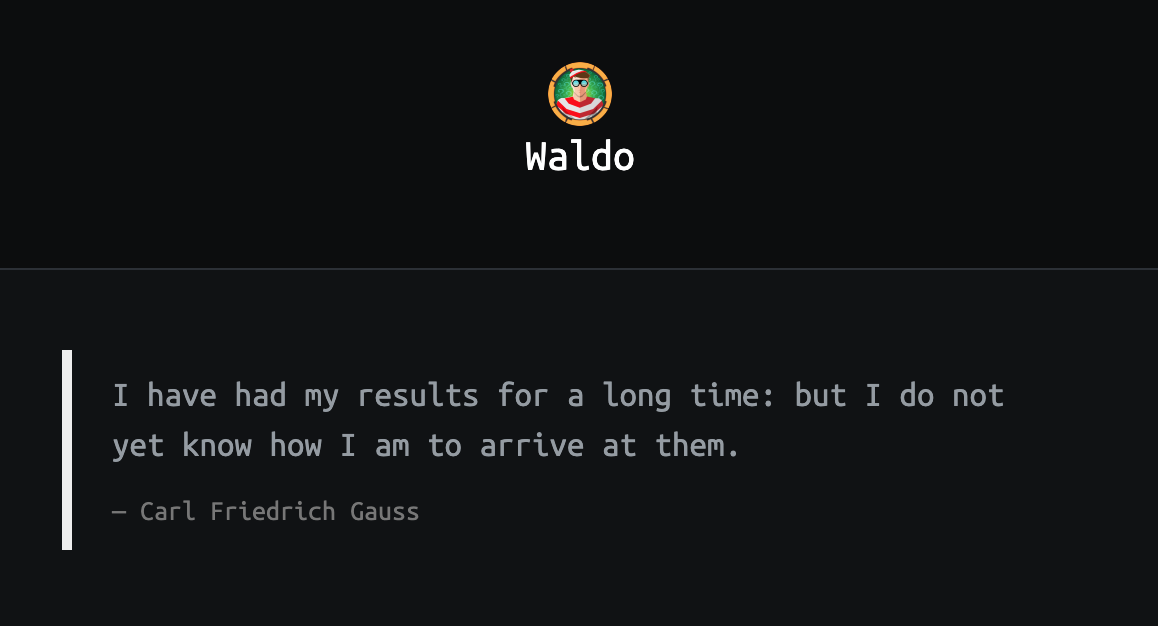 Waldo
I have had my results for a long time: but I do not
yet know how I am to arrive at them.
— Carl Friedrich Gauss